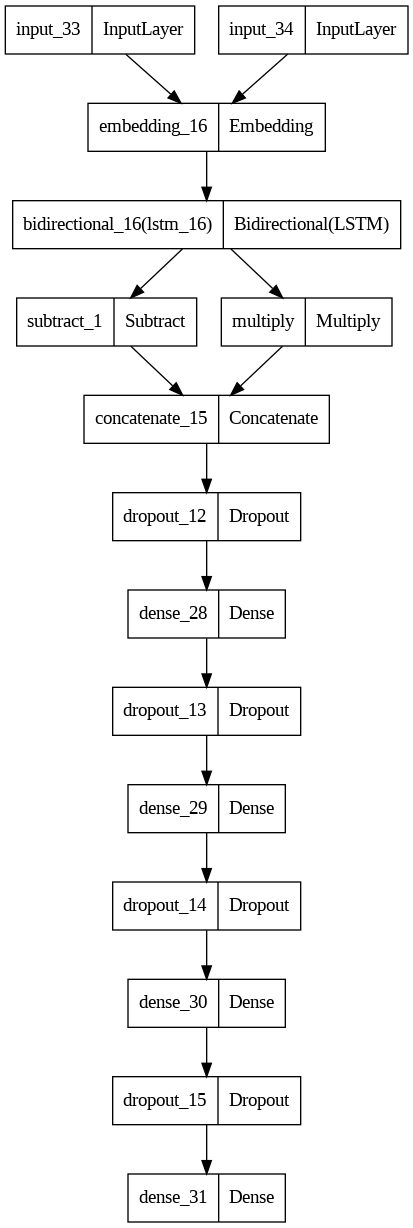 input_33 InputLayer input_34 InputLayer
embedding_16 Embedding
bidirectional_16(lstm_16) Bidirectional(LSTM)
subtract_1 Subtract multiply Multiply
concatenate_15 Concatenate
dropout_12 Dropout
dense_28 Dense
dropout_13 Dropout
dense_29 Dense
dropout_14 Dropout
dense_30 Dense
dropout_15 Dropout
dense_31 Dense